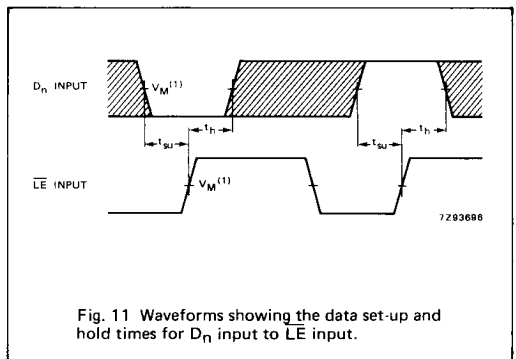 Dn INPUT
VM(1)
tsu
th
tsu
th
LE INPUT
VM(1)
7Z93696
Fig. 11 Waveforms showing the data set-up and
hold times for Dn input to LE input.